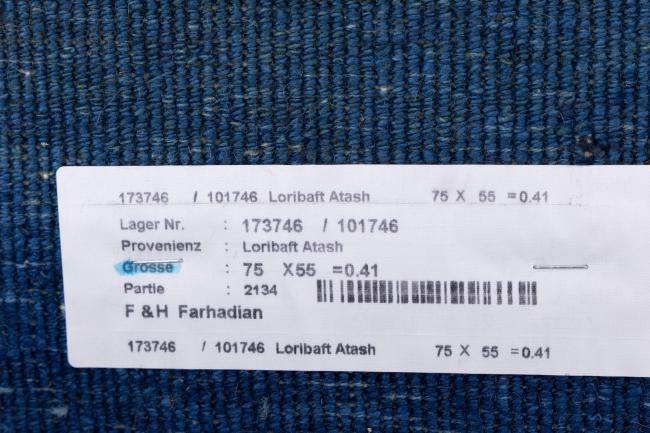 173746 / 101746 Loribaft Atash 75 X 55 =0.41
Lager Nr. : 173746 / 101746
Provenienz : Loribaft Atash
Grosse : 75 X55 =0.41
Partie : 2134
F &H Farhadian
173746 / 101746 Loribaft Atash 75 X 55 =0.41